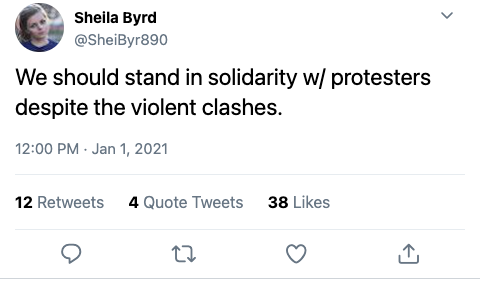 Sheila Byrd
@SheiByr890
We should stand in solidarity w/ protesters
despite the violent clashes.
12:00 PM · Jan 1, 2021
12 Retweets 4 Quote Tweets 38 Likes